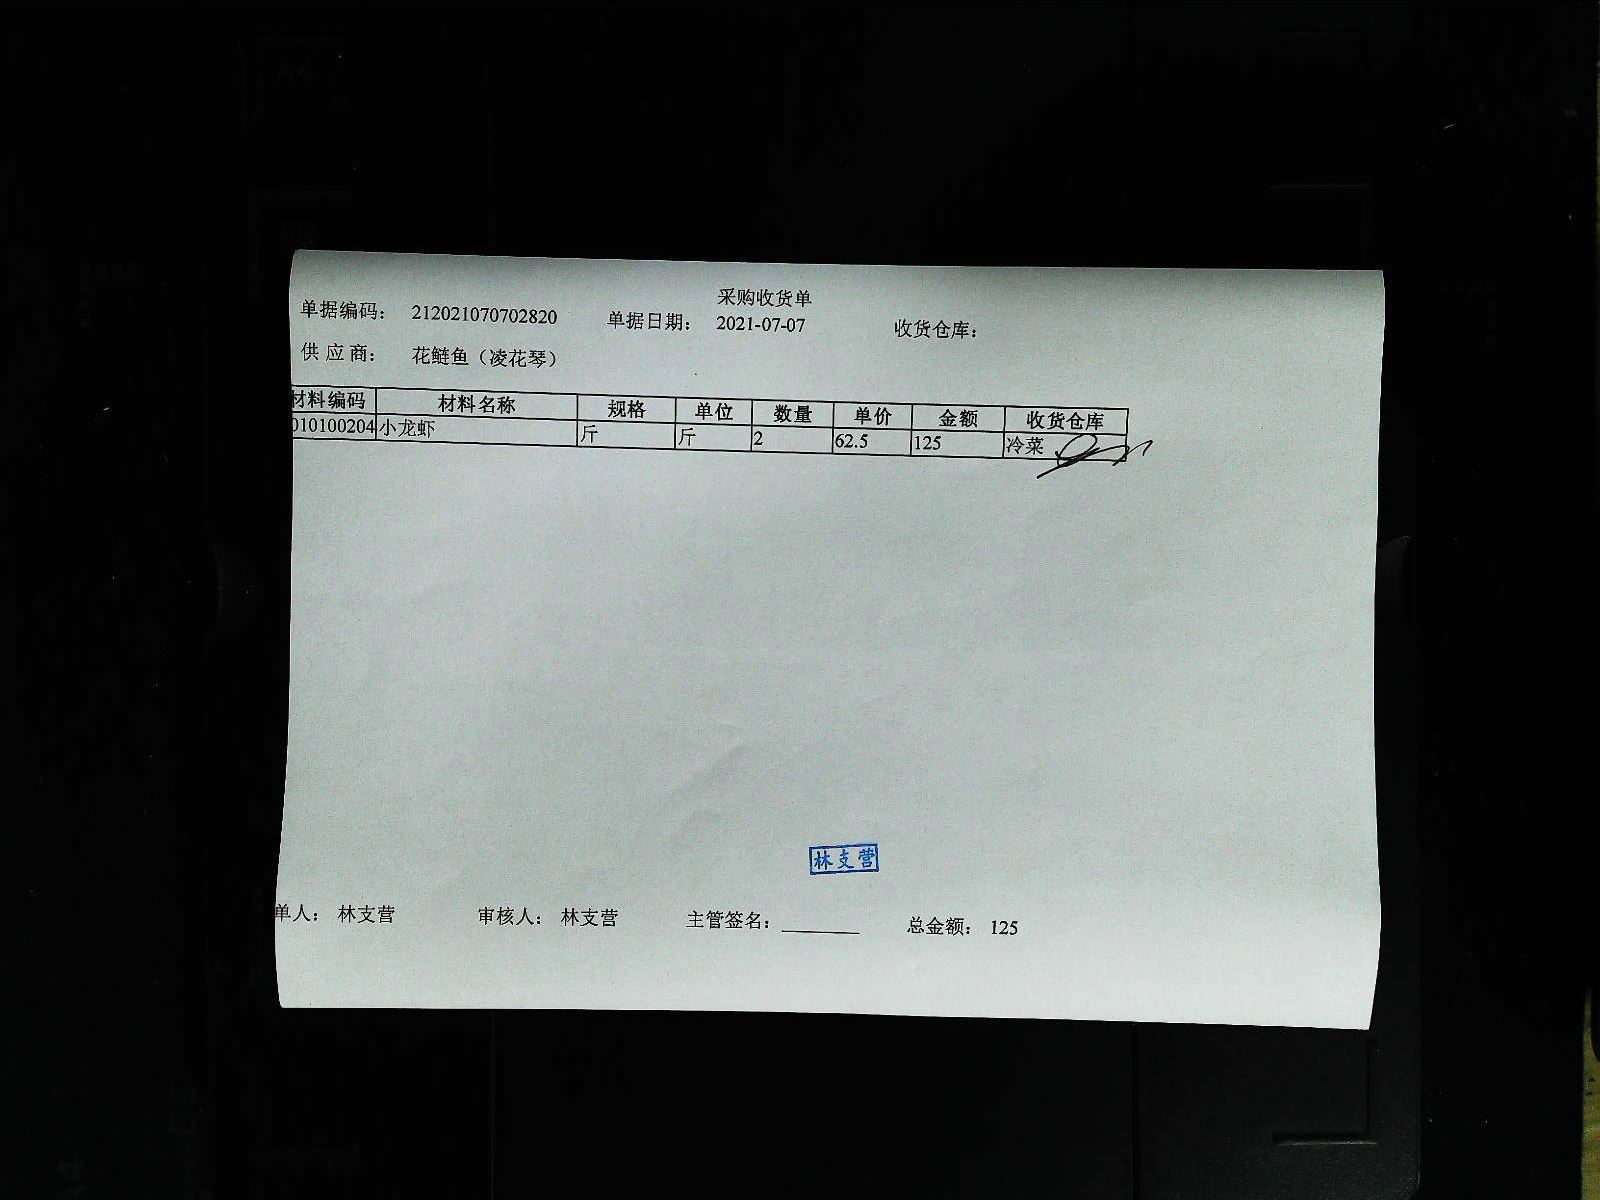 采购收货单
单据编码： 212021070702820 单据日期： 2021-07-07 收货仓库：
供应商： 花鲢鱼（凌花琴）
材料编码 材料名称 规格 单位 数量 单价 金额 收货仓库
010100204 小龙虾 斤 斤 2 62.5 125 冷菜
林支营
单人： 林支营 审核人： 林支营 主管签名： 总金额： 125